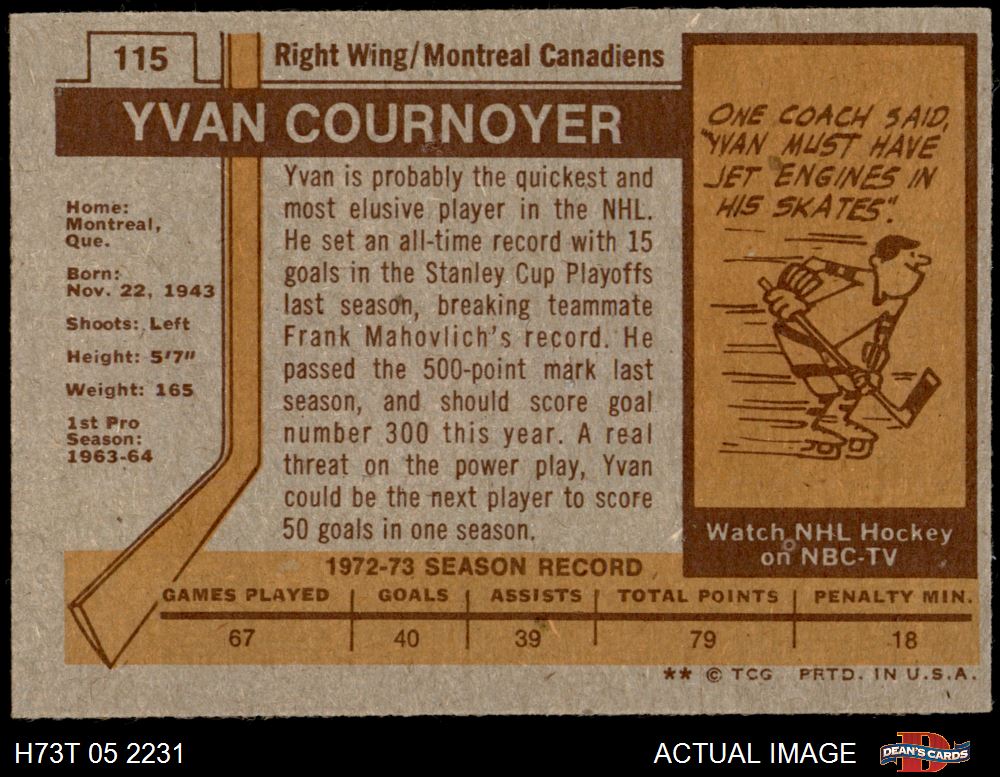 115
Right Wing/Montreal Canadiens
YVAN COURNOYER
Home:
Montreal,
Que.
Born:
Nov. 22, 1943
Shoots: Left
Height: 5'7"
Weight: 165
1st Pro
Season:
1963-64
Yvan is probably the quickest and
most elusive player in the NHL.
He set an all-time record with 15
goals in the Stanley Cup Playoffs
last season, breaking teammate
Frank Mahovlich's record. He
passed the 500-point mark last
season, and should score goal
number 300 this year. A real
threat on the power play, Yvan
could be the next player to score
50 goals in one season.
ONE COACH SAID,
"YVAN MUST HAVE
JET ENGINES IN
HIS SKATES".
Watch NHL Hockey
on NBC-TV
1972-73 SEASON RECORD
GAMES PLAYED GOALS ASSISTS TOTAL POINTS PENALTY MIN.
67 40 39 79 18
** © TCG PRTD. IN U.S.A.
H73T 05 2231 ACTUAL IMAGE DEAN'S CARDS